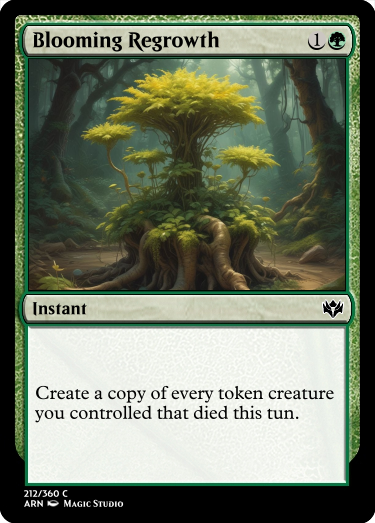 Blooming Regrowth 1
Instant
Create a copy of every token creature
you controlled that died this tun.
212/360 C
ARN Magic Studio